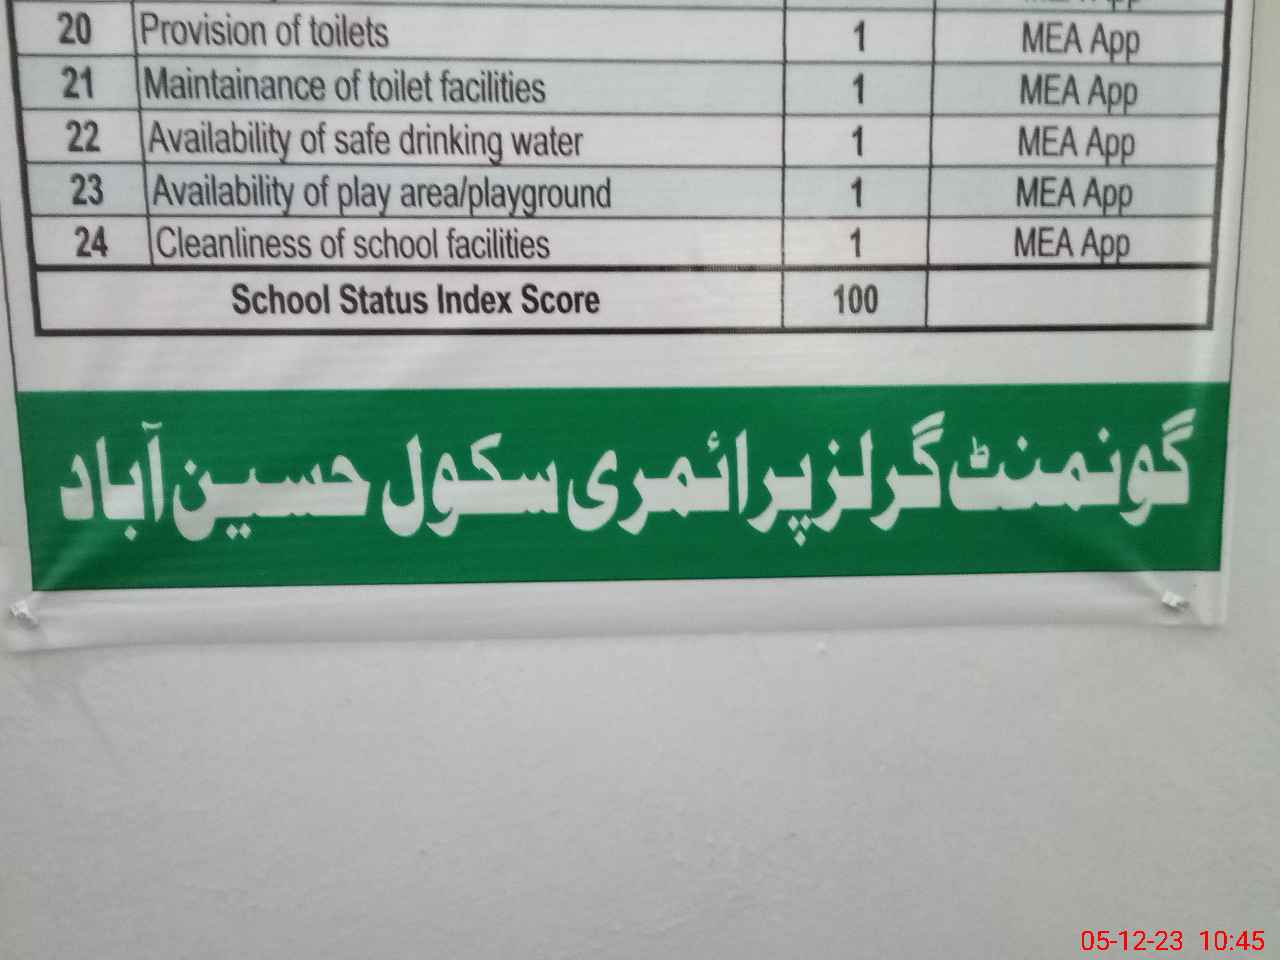 20 Provision of toilets 1 MEA App
21 Maintainance of toilet facilities 1 MEA App
22 Availability of safe drinking water 1 MEA App
23 Availability of play area/playground 1 MEA App
24 Cleanliness of school facilities 1 MEA App
School Status Index Score 100
گونمنٹ گرلز پرائمری سکول حسین آباد
05-12-23 10:45